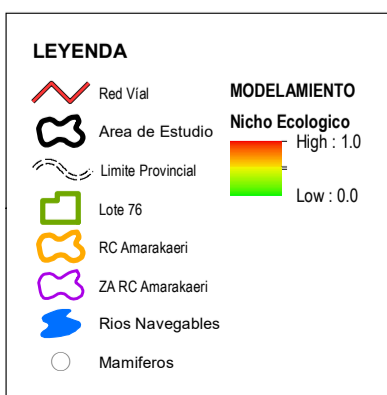 LEYENDA
Red Víal
Area de Estudio
Limite Provincial
Lote 76
RC Amarakaeri
ZA RC Amarakaeri
Rios Navegables
Mamiferos
MODELAMIENTO
Nicho Ecologico
High : 1.0
Low : 0.0